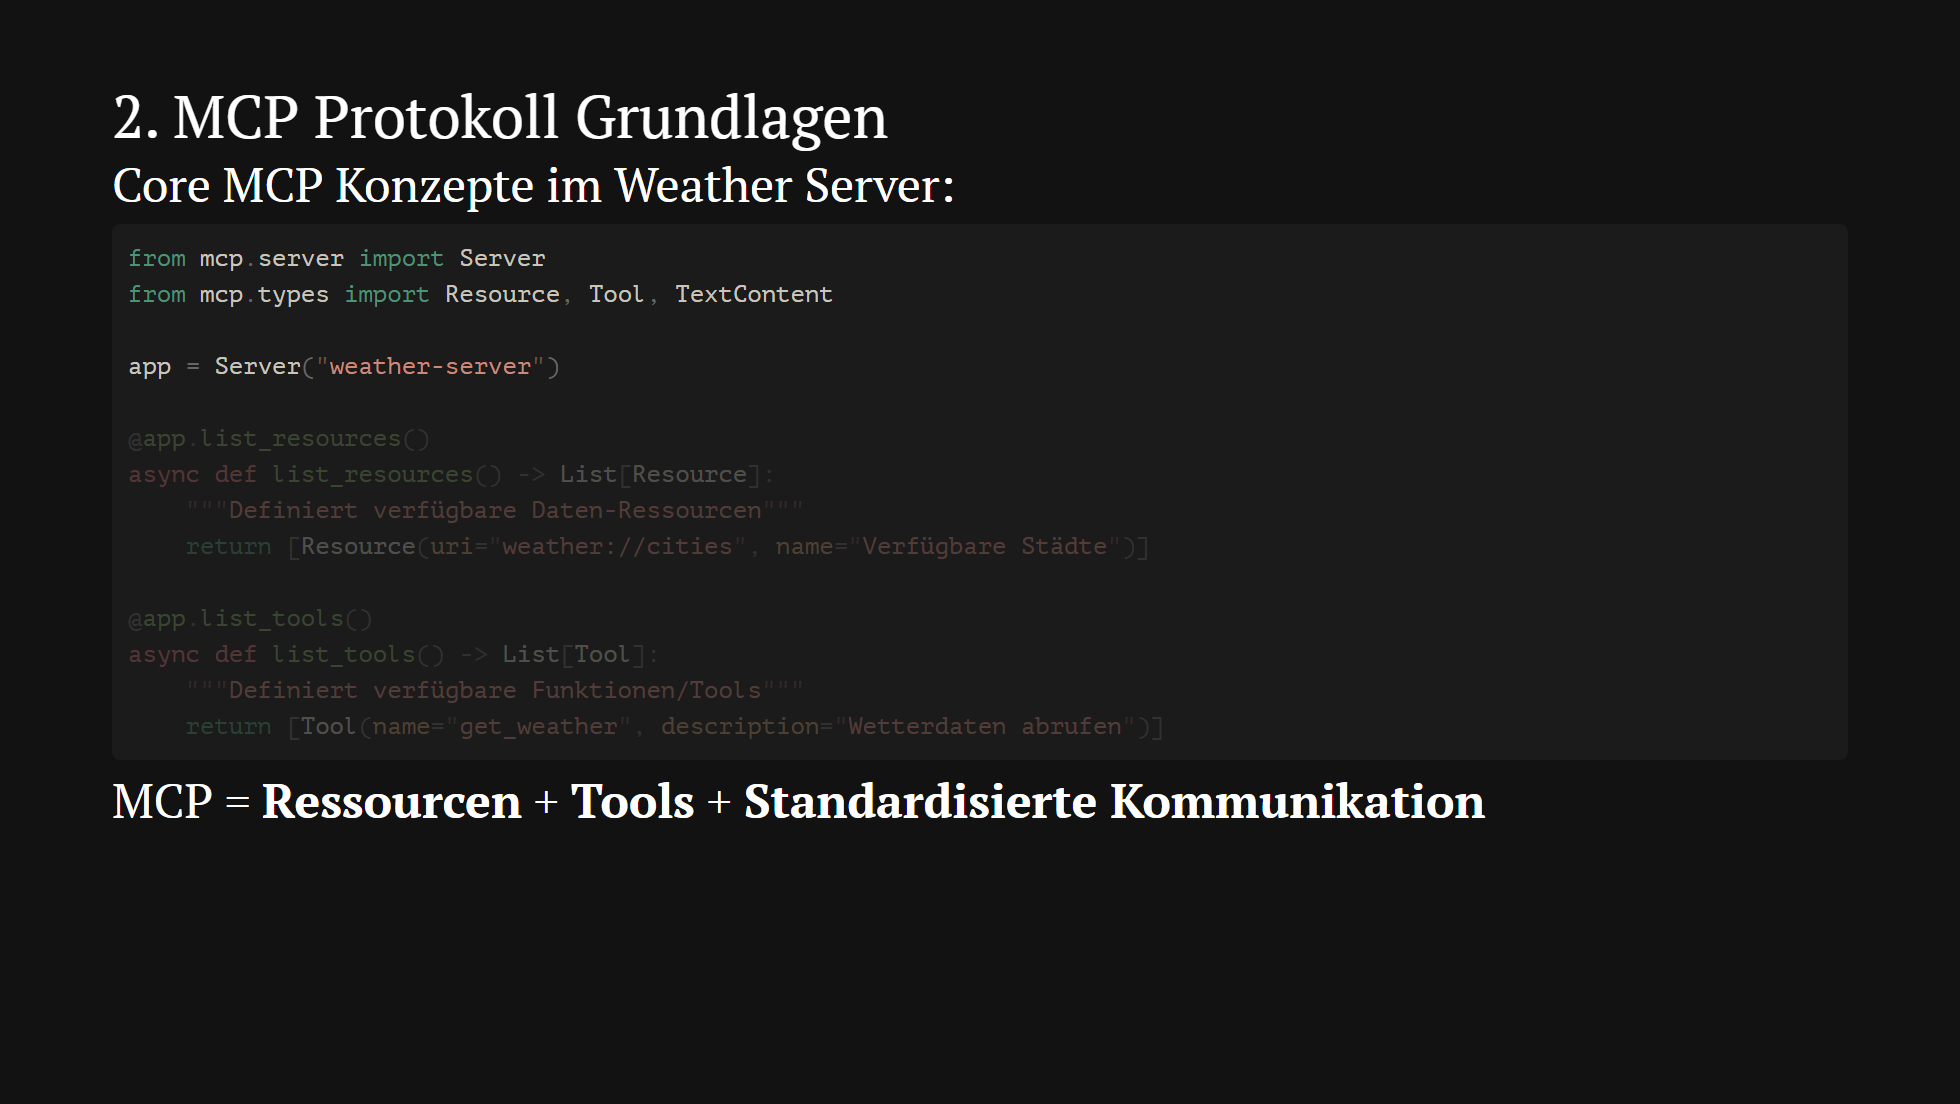 2. MCP Protokoll Grundlagen
Core MCP Konzepte im Weather Server:
from mcp.server import Server
from mcp.types import Resource, Tool, TextContent
app = Server("weather-server")
@app.list_resources()
async def list_resources() -> List[Resource]:
    """Definiert verfügbare Daten-Ressourcen"""
    return [Resource(uri="weather://cities", name="Verfügbare Städte")]
@app.list_tools()
async def list_tools() -> List[Tool]:
    """Definiert verfügbare Funktionen/Tools"""
    return [Tool(name="get_weather", description="Wetterdaten abrufen")]
MCP = Ressourcen + Tools + Standardisierte Kommunikation